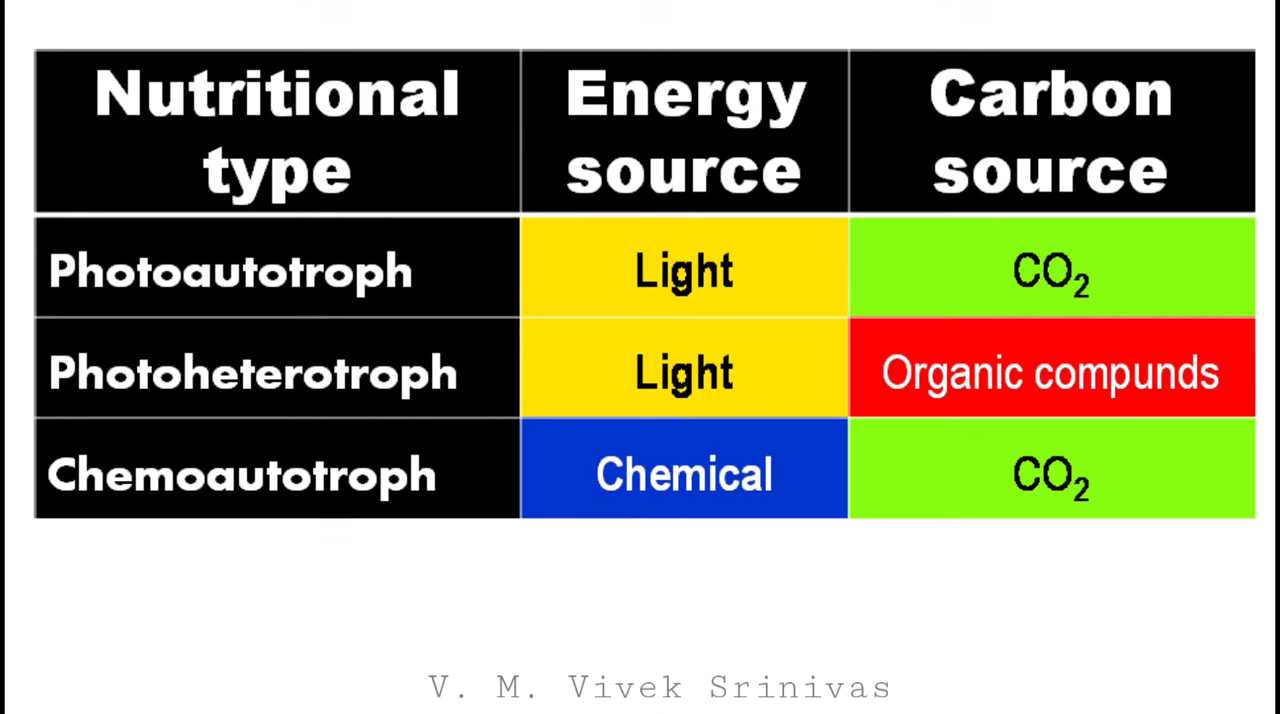 Nutritional type Energy source Carbon source
Photoautotroph Light CO₂
Photoheterotroph Light Organic compunds
Chemoautotroph Chemical CO₂
V. M. Vivek Srinivas